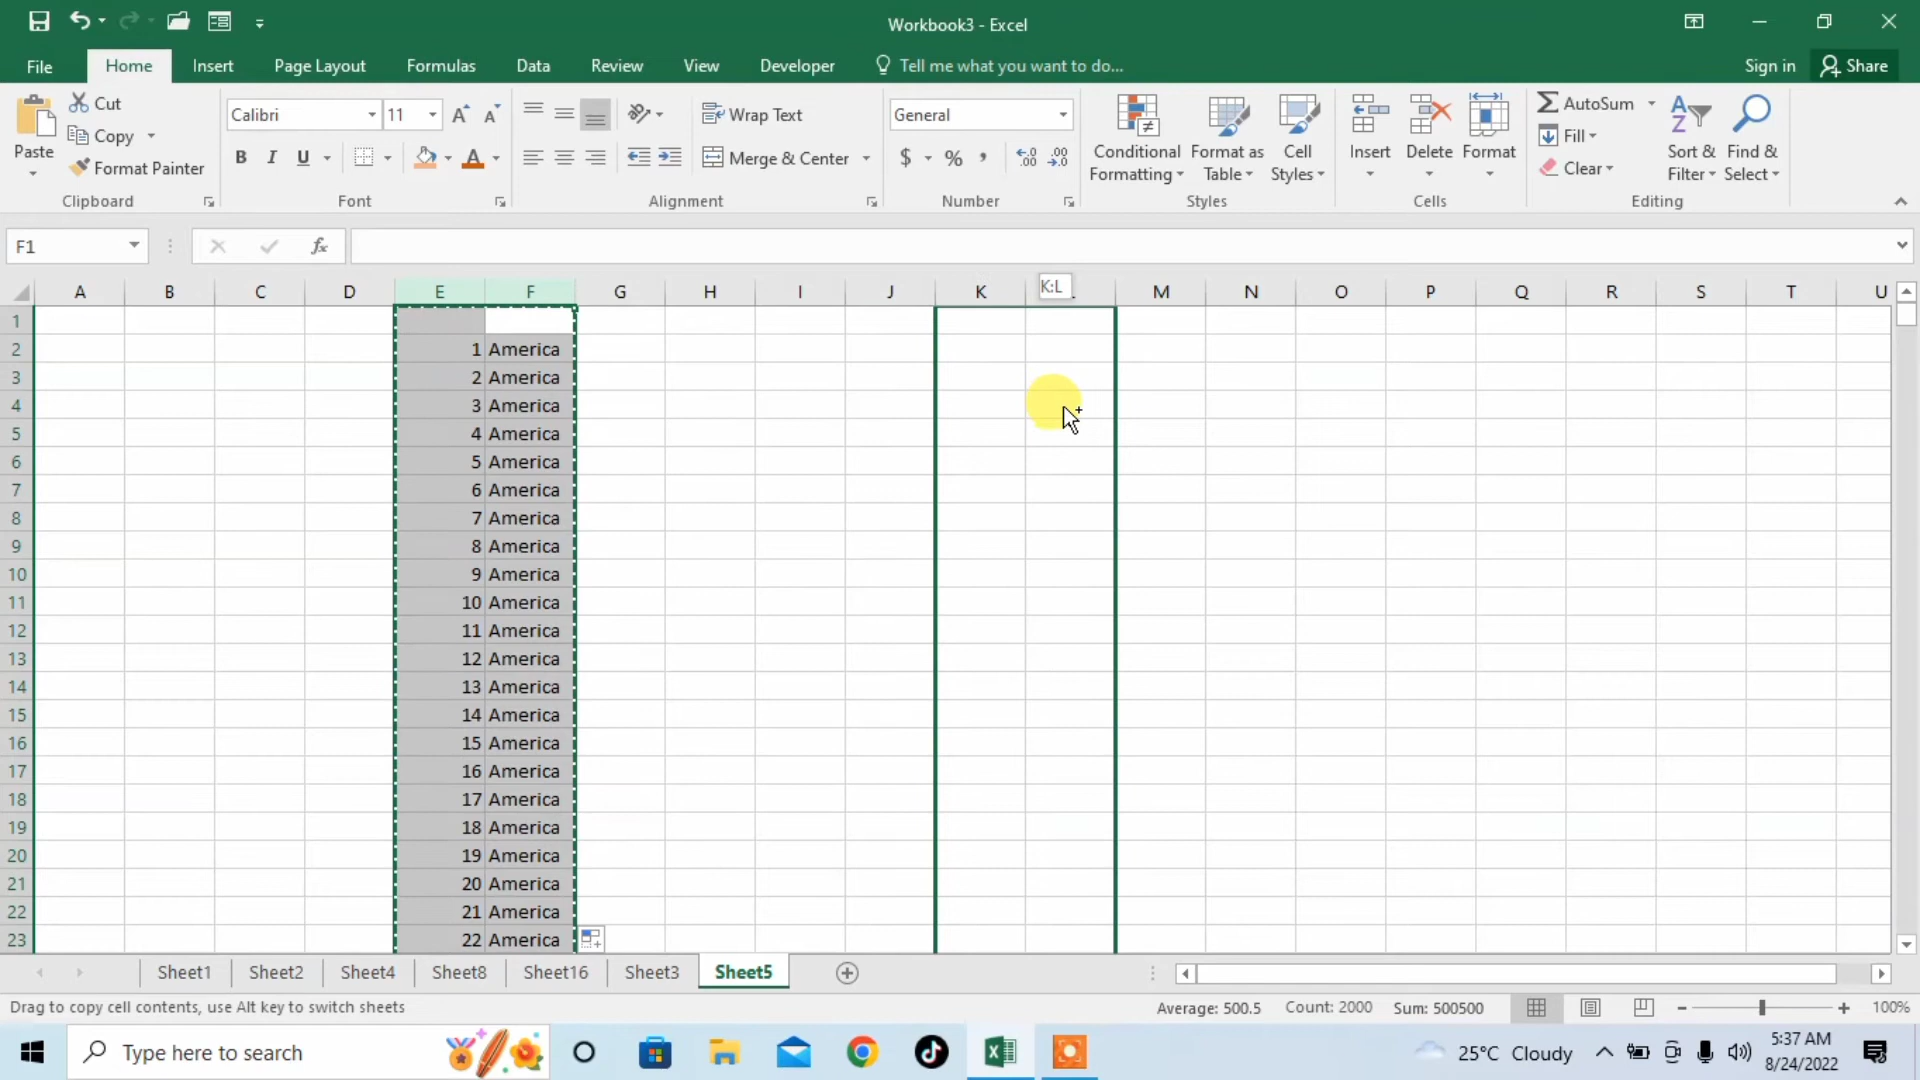 Workbook3 - Excel
File Home Insert Page Layout Formulas Data Review View Developer Tell me what you want to do... Sign in Share
Paste Cut Copy Format Painter
Calibri 11
B I U
Wrap Text
Merge & Center
General
$ % ,
Conditional Formatting
Format as Table
Cell Styles
Insert Delete Format
AutoSum
Fill
Clear
Sort & Filter
Find & Select
Clipboard Font Alignment Number Styles Cells Editing
F1 fx
A B C D E F G H I J K K:L M N O P Q R S T U
1
2 1 America
3 2 America
4 3 America
5 4 America
6 5 America
7 6 America
8 7 America
9 8 America
10 9 America
11 10 America
12 11 America
13 12 America
14 13 America
15 14 America
16 15 America
17 16 America
18 17 America
19 18 America
20 19 America
21 20 America
22 21 America
23 22 America
Sheet1 Sheet2 Sheet4 Sheet8 Sheet16 Sheet3 Sheet5
Drag to copy cell contents, use Alt key to switch sheets Average: 500.5 Count: 2000 Sum: 500500 100%
Type here to search 25°C Cloudy 5:37 AM
8/24/2022